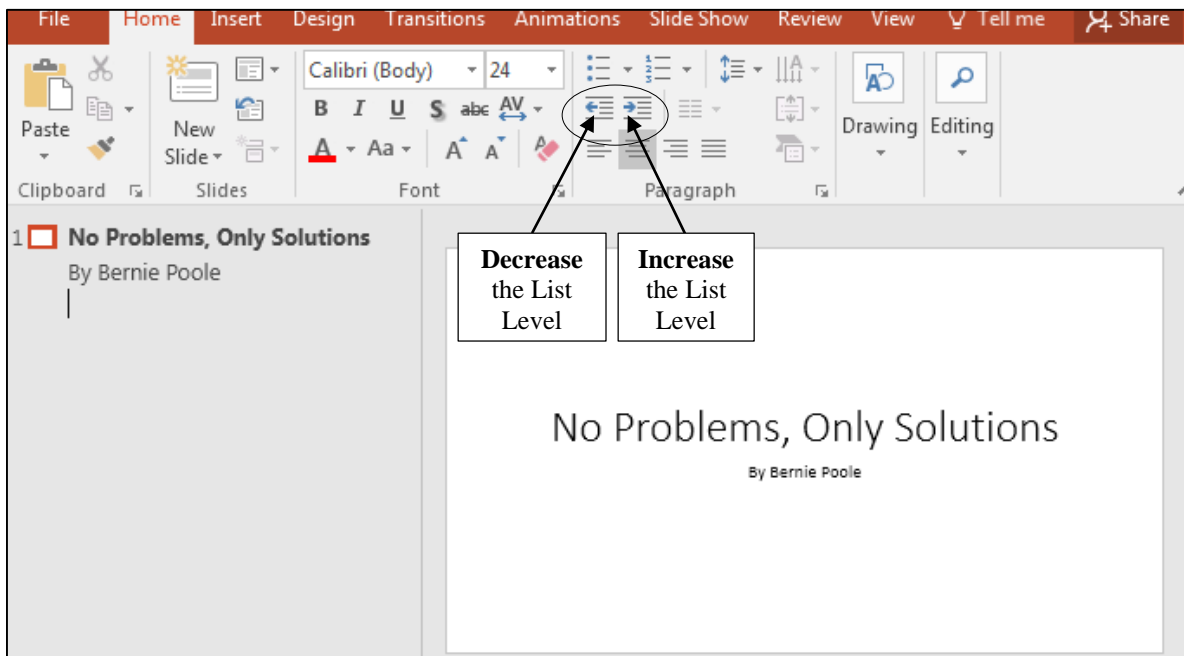 File Home Insert Design Transitions Animations Slide Show Review View Tell me Share
Calibri (Body) 24
B I U S abc AV
Paste New Slide
A Aa A A
Drawing Editing
Clipboard Slides Font Paragraph
1 No Problems, Only Solutions
By Bernie Poole
Decrease
the List
Level
Increase
the List
Level
No Problems, Only Solutions
By Bernie Poole